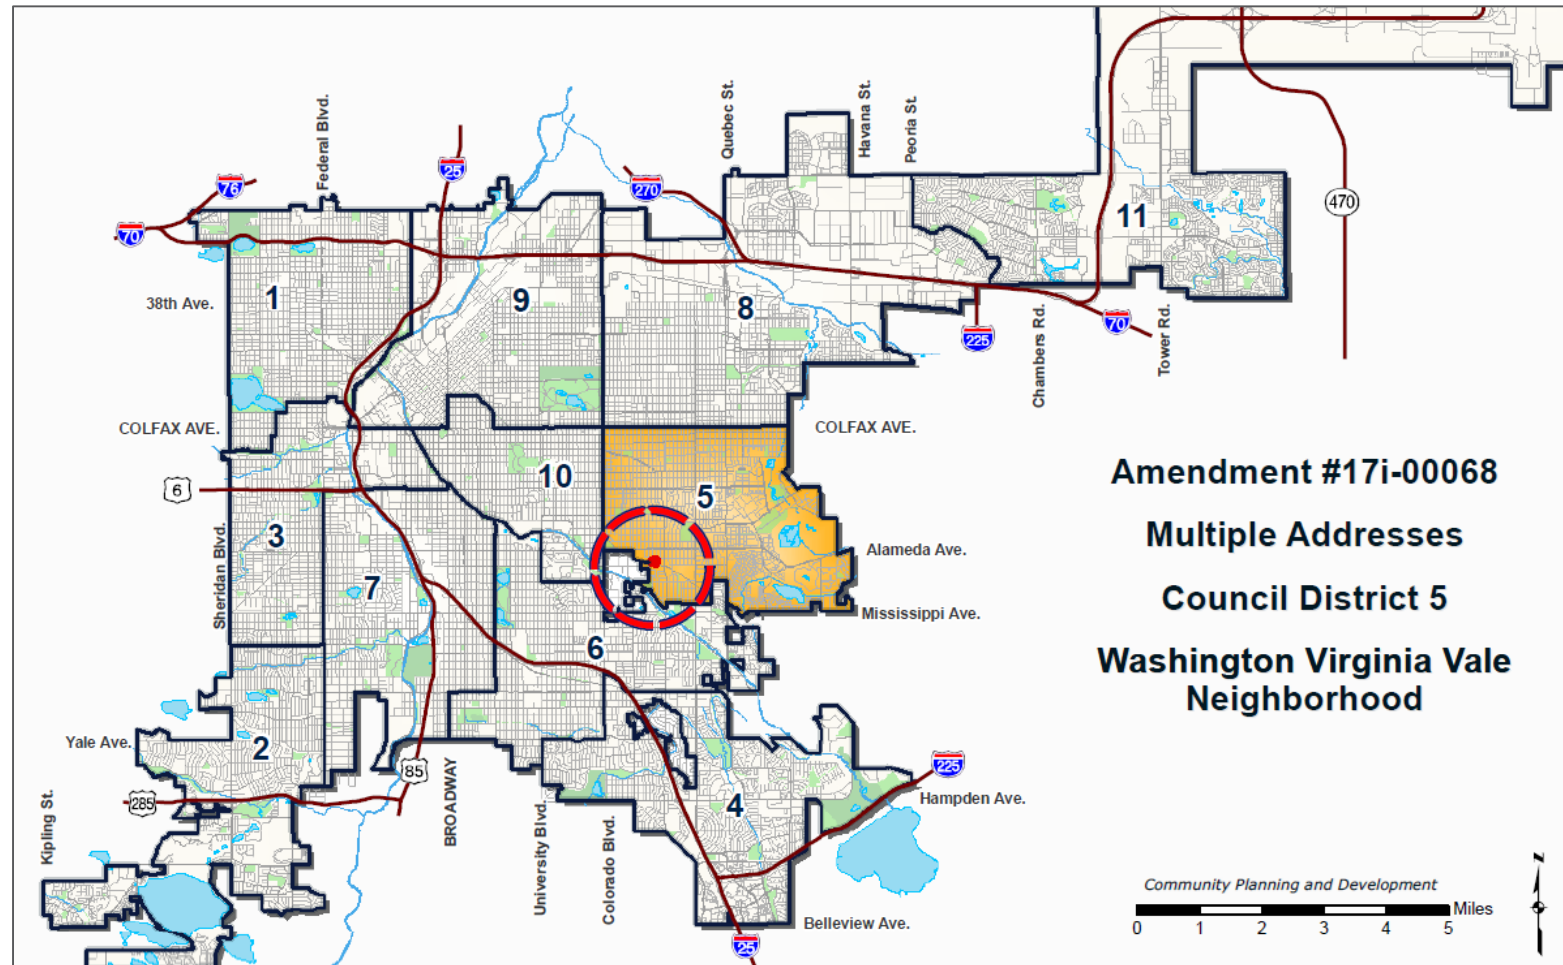 Federal Blvd.
Quebec St.
Havana St.
Peoria St.
25
76
270
70
470
11
1
9
8
38th Ave.
225
70
Chambers Rd.
Tower Rd.
COLFAX AVE.
COLFAX AVE.
10
5
6
3
Sheridan Blvd.
7
Alameda Ave.
Mississippi Ave.
6
Amendment #17i-00068
Multiple Addresses
Council District 5
Washington Virginia Vale
Neighborhood
Yale Ave.
2
85
285
BROADWAY
225
Hampden Ave.
4
Kipling St.
University Blvd.
Colorado Blvd.
Belleview Ave.
25
Community Planning and Development
Miles
0 1 2 3 4 5
N